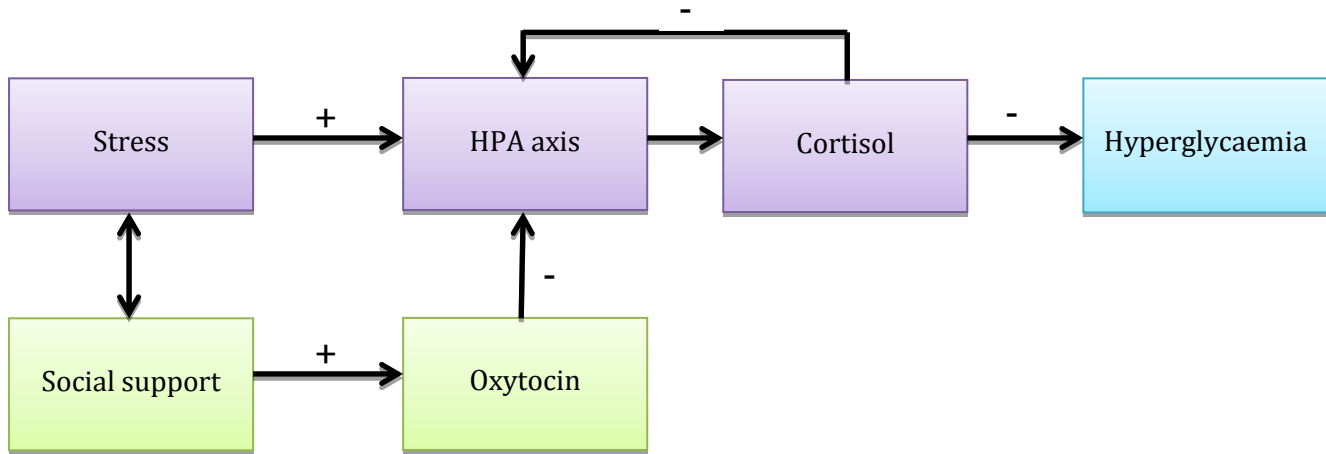 -
Stress
+
HPA axis
Cortisol
-
Hyperglycaemia
-
Social support
+
Oxytocin